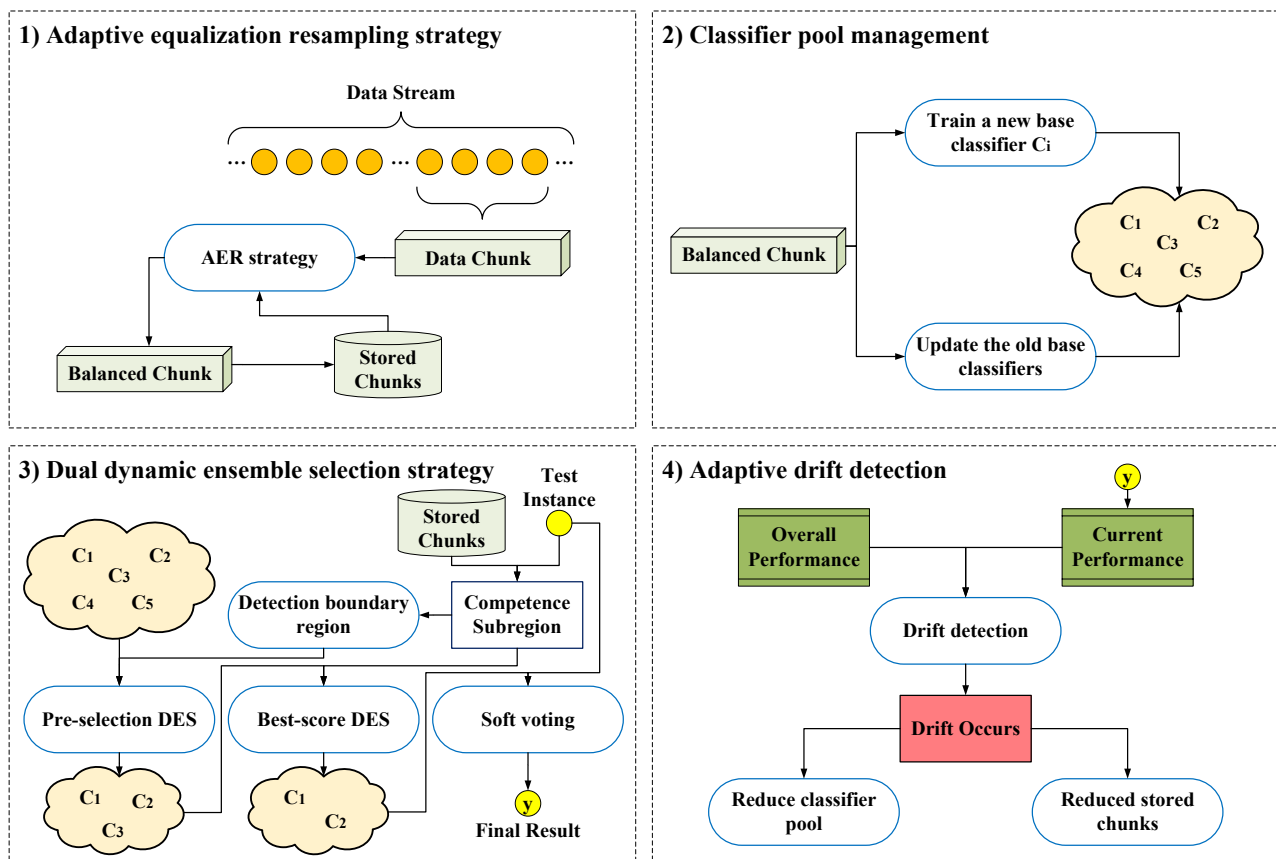 1) Adaptive equalization resampling strategy
Data Stream
...
...
...
AER strategy
Data Chunk
Balanced Chunk
Stored
Chunks
2) Classifier pool management
Train a new base
classifier Ci
Balanced Chunk
C1
C2
C3
C4
C5
Update the old base
classifiers
3) Dual dynamic ensemble selection strategy
Test
Instance
Stored
Chunks
C1
C2
C3
C4
C5
Detection boundary
region
Competence
Subregion
Pre-selection DES
Best-score DES
Soft voting
C1
C2
C3
C1
C2
y
Final Result
4) Adaptive drift detection
y
Overall
Performance
Current
Performance
Drift detection
Drift Occurs
Reduce classifier
pool
Reduced stored
chunks